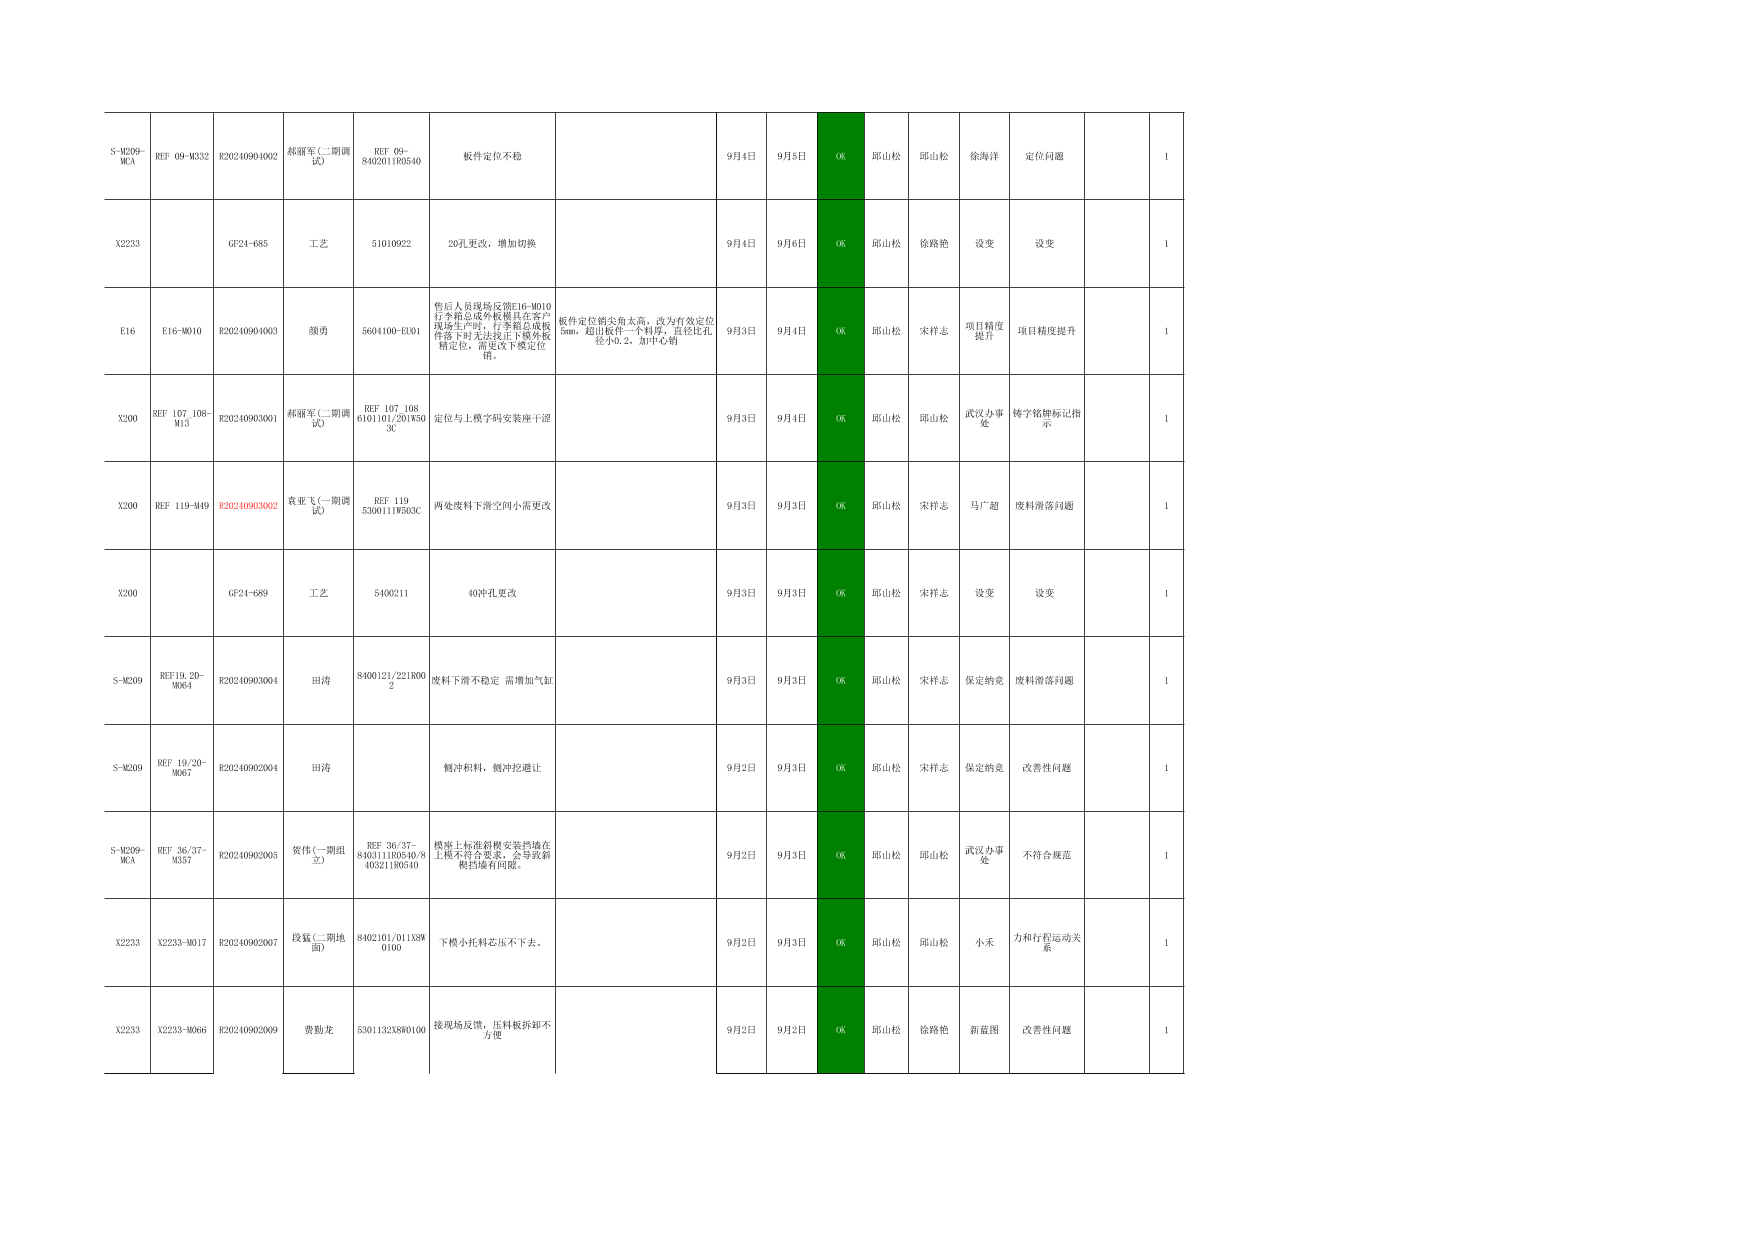 S-M209-MCA REF 09-M332 R20240904002 郝丽军(二期调试) REF 09-8402011R0540 板件定位不稳 9月4日 9月5日 OK 邱山松 邱山松 徐海洋 定位问题 1
X2233 GF24-685 工艺 51010922 20孔更改，增加切换 9月4日 9月6日 OK 邱山松 徐路艳 设变 设变 1
E16 E16-M010 R20240904003 颜勇 5604100-EU01 售后人员现场反馈E16-M010行李箱总成外板模具在客户现场生产时，行李箱总成板件落下时无法找正下模外板精定位，需更改下模定位销。 板件定位销尖角太高，改为有效定位5mm，超出板件一个料厚，直径比孔径小0.2，加中心销 9月3日 9月4日 OK 邱山松 宋祥志 项目精度提升 项目精度提升 1
X200 REF 107_108-M13 R20240903001 郝丽军(二期调试) REF 107_108 6101101/201W503C 定位与上模字码安装座干涩 9月3日 9月4日 OK 邱山松 邱山松 武汉办事处 铸字铭牌标记指示 1
X200 REF 119-M49 R20240903002 袁亚飞(一期调试) REF 119 5300111W503C 两处废料下滑空间小需更改 9月3日 9月3日 OK 邱山松 宋祥志 马广超 废料滑落问题 1
X200 GF24-689 工艺 5400211 40冲孔更改 9月3日 9月3日 OK 邱山松 宋祥志 设变 设变 1
S-M209 REF19.20-M064 R20240903004 田涛 8400121/221R002 废料下滑不稳定 需增加气缸 9月3日 9月3日 OK 邱山松 宋祥志 保定纳竞 废料滑落问题 1
S-M209 REF 19/20-M067 R20240902004 田涛 侧冲积料，侧冲挖避让 9月2日 9月3日 OK 邱山松 宋祥志 保定纳竞 改善性问题 1
S-M209-MCA REF 36/37-M357 R20240902005 贺伟(一期组立) REF 36/37-8403111R0540/8403211R0540 模座上标准斜楔安装挡墙在上模不符合要求，会导致斜楔挡墙有间隙。 9月2日 9月3日 OK 邱山松 邱山松 武汉办事处 不符合规范 1
X2233 X2233-M017 R20240902007 段猛(二期地面) 8402101/011X8W0100 下模小托料芯压不下去。 9月2日 9月3日 OK 邱山松 邱山松 小禾 力和行程运动关系 1
X2233 X2233-M066 R20240902009 费勤龙 5301132X8W0100 接现场反馈，压料板拆卸不方便 9月2日 9月2日 OK 邱山松 徐路艳 新蓝图 改善性问题 1